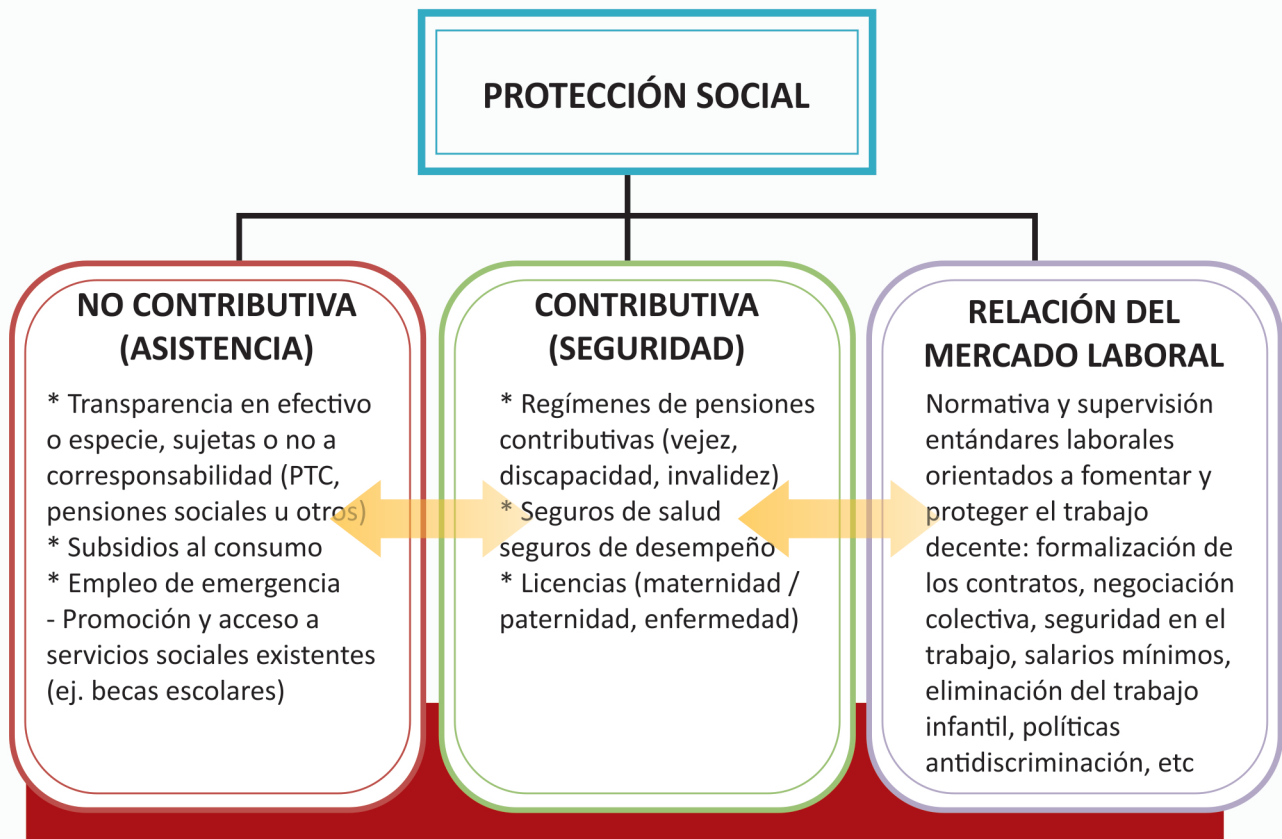 PROTECCIÓN SOCIAL
NO CONTRIBUTIVA
(ASISTENCIA)
* Transparencia en efectivo
o especie, sujetas o no a
corresponsabilidad (PTC,
pensiones sociales u otros)
* Subsidios al consumo
* Empleo de emergencia
- Promoción y acceso a
servicios sociales existentes
(ej. becas escolares)
CONTRIBUTIVA
(SEGURIDAD)
* Regímenes de pensiones
contributivas (vejez,
discapacidad, invalidez)
* Seguros de salud
seguros de desempeño
* Licencias (maternidad /
paternidad, enfermedad)
RELACIÓN DEL
MERCADO LABORAL
Normativa y supervisión
entándares laborales
orientados a fomentar y
proteger el trabajo
decente: formalización de
los contratos, negociación
colectiva, seguridad en el
trabajo, salarios mínimos,
eliminación del trabajo
infantil, políticas
antidiscriminación, etc